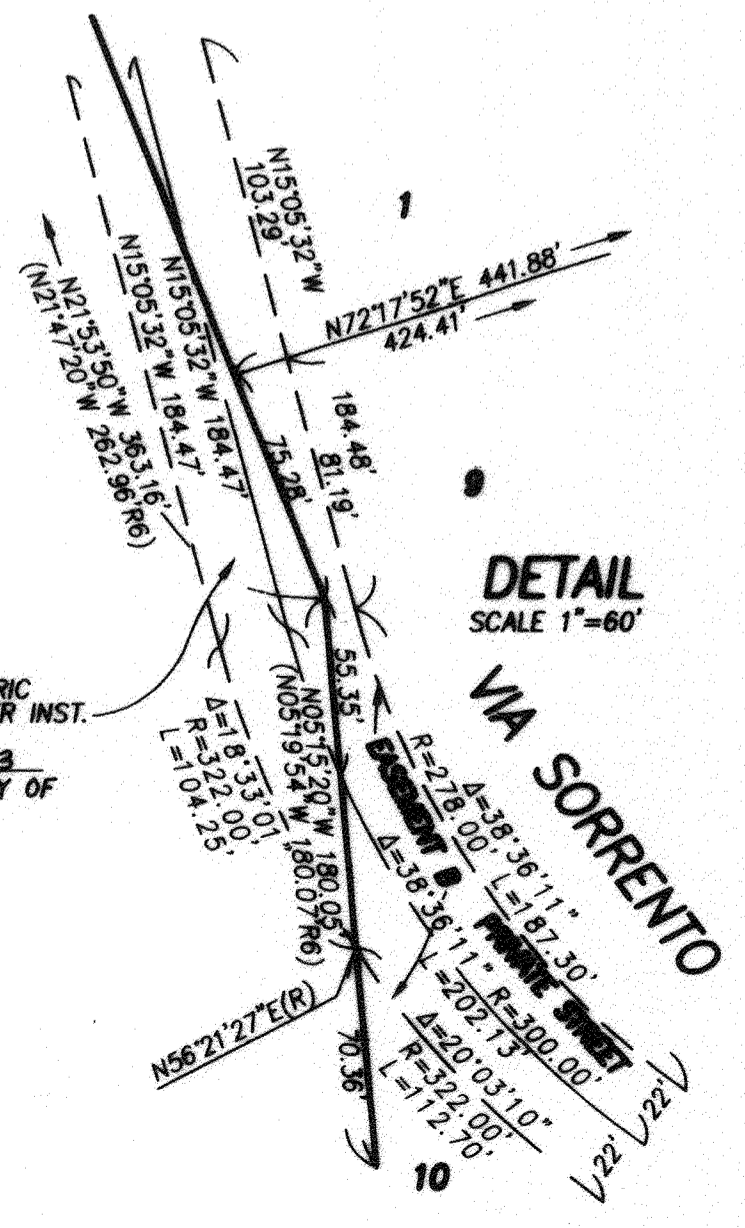 N15°05'32"W
103.29'
1
N72°17'52"E 441.88'
424.41'
N15°05'32"W 184.47'
N15°05'32"W 184.47'
N21°53'50"W 363.16'
(N21°47'20"W 262.96'R6)
75.28'
184.48'
81.19'
9
DETAIL
SCALE 1"=60'
VIA SORRENTO
RIC
R INST.
3
Y OF
55.35'
N05°15'20"W 180.05'
(N05°19'54"W 180.07'R6)
Δ=18°33'01"
R=322.00'
L=104.25'
EASEMENT D
PRIVATE STREET
Δ=38°36'11"
R=278.00' L=187.30'
Δ=38°36'11" R=300.00'
L=202.13'
Δ=20°03'10"
R=322.00'
L=112.70'
N56°21'27"E(R)
70.36'
22'
22'
10